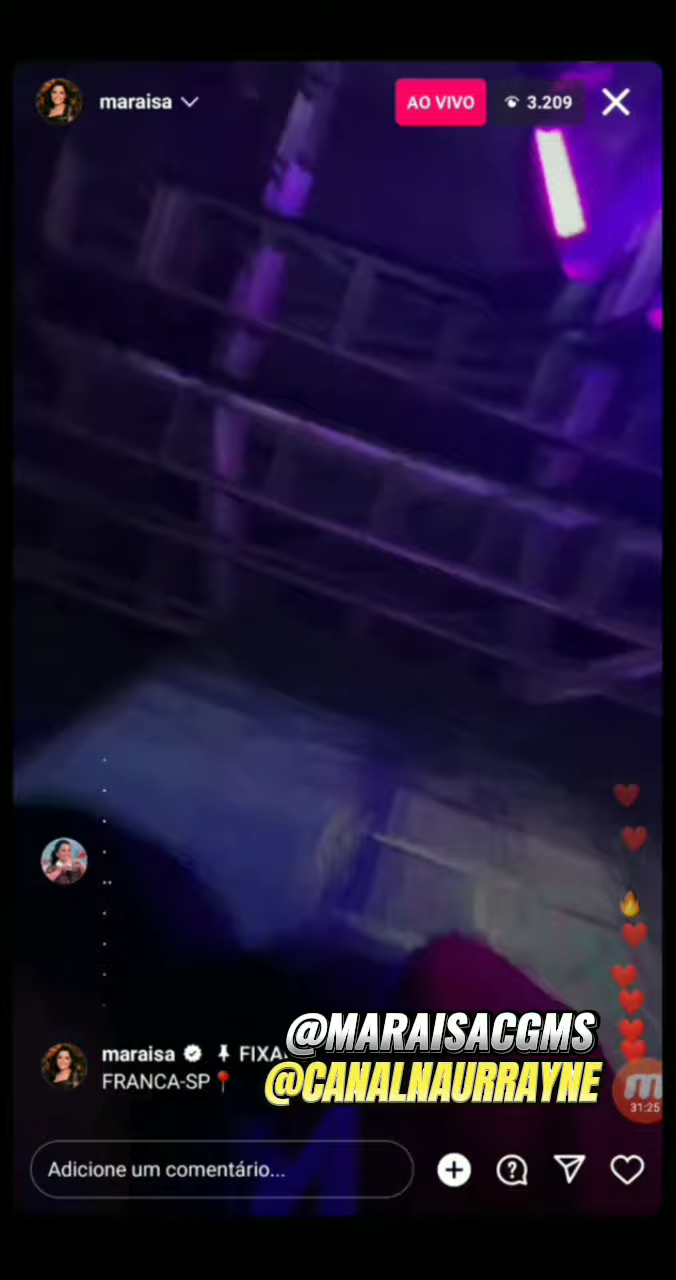 maraisa
AO VIVO
3.209
maraisa 📌 FIXA
FRANCA-SP📍
@MARAISACGMS
@CANALNAURRAYNE
31:25
Adicione um comentário...